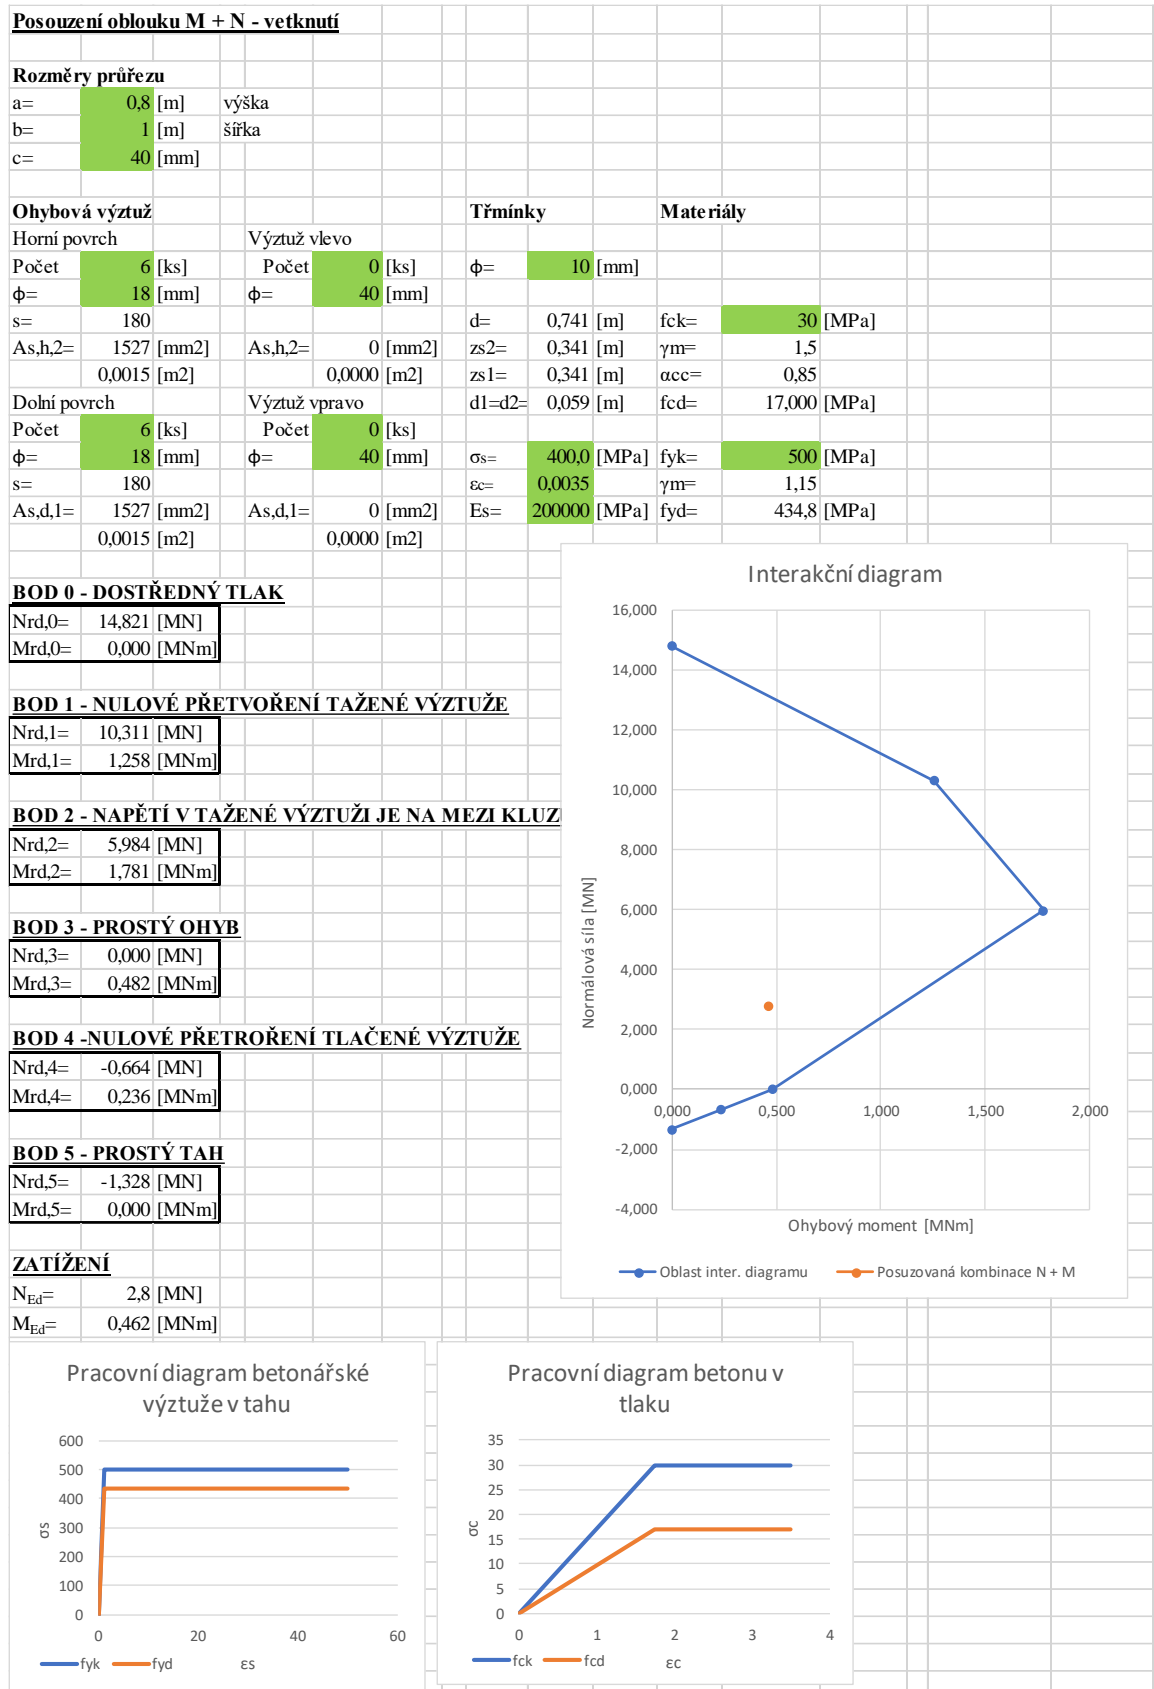 Posouzení oblouku M + N - vetknutí
Rozměry průřezu
a= 0,8 [m] výška
b= 1 [m] šířka
c= 40 [mm]
Ohybová výztuž Třmínky Materiály
Horní povrch Výztuž vlevo
Počet 6 [ks] Počet 0 [ks] ϕ= 10 [mm]
ϕ= 18 [mm] ϕ= 40 [mm]
s= 180 d= 0,741 [m] fck= 30 [MPa]
As,h,2= 1527 [mm2] As,h,2= 0 [mm2] zs2= 0,341 [m] γm= 1,5
0,0015 [m2] 0,0000 [m2] zs1= 0,341 [m] αcc= 0,85
Dolní povrch Výztuž vpravo d1=d2= 0,059 [m] fcd= 17,000 [MPa]
Počet 6 [ks] Počet 0 [ks]
ϕ= 18 [mm] ϕ= 40 [mm] σs= 400,0 [MPa] fyk= 500 [MPa]
s= 180 εc= 0,0035 γm= 1,15
As,d,1= 1527 [mm2] As,d,1= 0 [mm2] Es= 200000 [MPa] fyd= 434,8 [MPa]
0,0015 [m2] 0,0000 [m2]
BOD 0 - DOSTŘEDNÝ TLAK
Nrd,0= 14,821 [MN]
Mrd,0= 0,000 [MNm]
BOD 1 - NULOVÉ PŘETVOŘENÍ TAŽENÉ VÝZTUŽE
Nrd,1= 10,311 [MN]
Mrd,1= 1,258 [MNm]
BOD 2 - NAPĚTÍ V TAŽENÉ VÝZTUŽI JE NA MEZI KLUZ
Nrd,2= 5,984 [MN]
Mrd,2= 1,781 [MNm]
BOD 3 - PROSTÝ OHYB
Nrd,3= 0,000 [MN]
Mrd,3= 0,482 [MNm]
BOD 4 -NULOVÉ PŘETROŘENÍ TLAČENÉ VÝZTUŽE
Nrd,4= -0,664 [MN]
Mrd,4= 0,236 [MNm]
BOD 5 - PROSTÝ TAH
Nrd,5= -1,328 [MN]
Mrd,5= 0,000 [MNm]
ZATÍŽENÍ
NEd= 2,8 [MN]
MEd= 0,462 [MNm]
Interakční diagram
16,000
14,000
12,000
10,000
8,000
6,000
4,000
2,000
0,000
-2,000
-4,000
0,000 0,500 1,000 1,500 2,000
Normálová síla [MN]
Ohybový moment [MNm]
Oblast inter. diagramu Posuzovaná kombinace N + M
Pracovní diagram betonářské
výztuže v tahu
600
500
400
300
200
100
0
σs
0 20 40 60
fyk fyd εs
Pracovní diagram betonu v
tlaku
35
30
25
20
15
10
5
0
σc
0 1 2 3 4
fck fcd εc